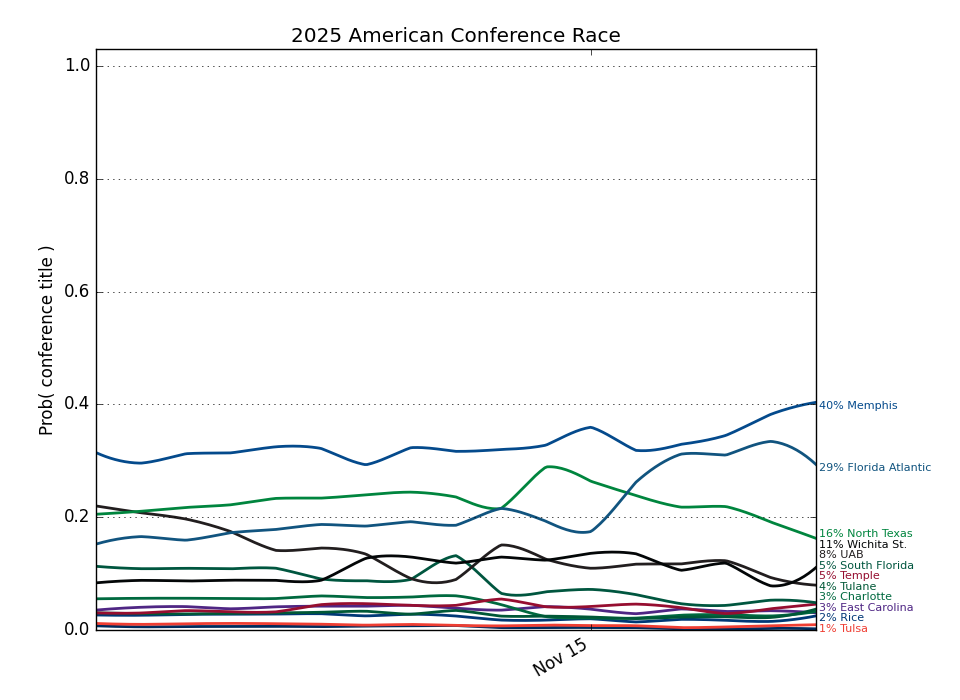 2025 American Conference Race
Prob( conference title )
1.0
0.8
0.6
0.4
0.2
0.0
Nov 15
40% Memphis
29% Florida Atlantic
16% North Texas
11% Wichita St.
8% UAB
5% South Florida
5% Temple
4% Tulane
3% Charlotte
3% East Carolina
2% Rice
1% Tulsa